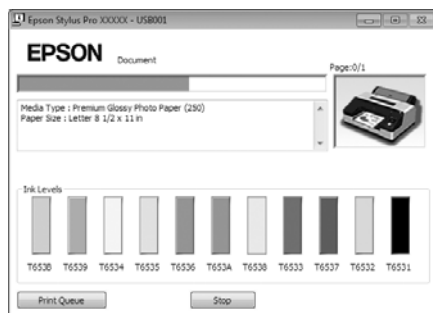 Epson Stylus Pro XXXXX - USB001
EPSON
Document
Page:0/1
Media Type : Premium Glossy Photo Paper (250)
Paper Size : Letter 8 1/2 x 11 in
Ink Levels
T653B T6539 T6534 T6535 T6536 T653A T6538 T6533 T6537 T6532 T6531
Print Queue Stop